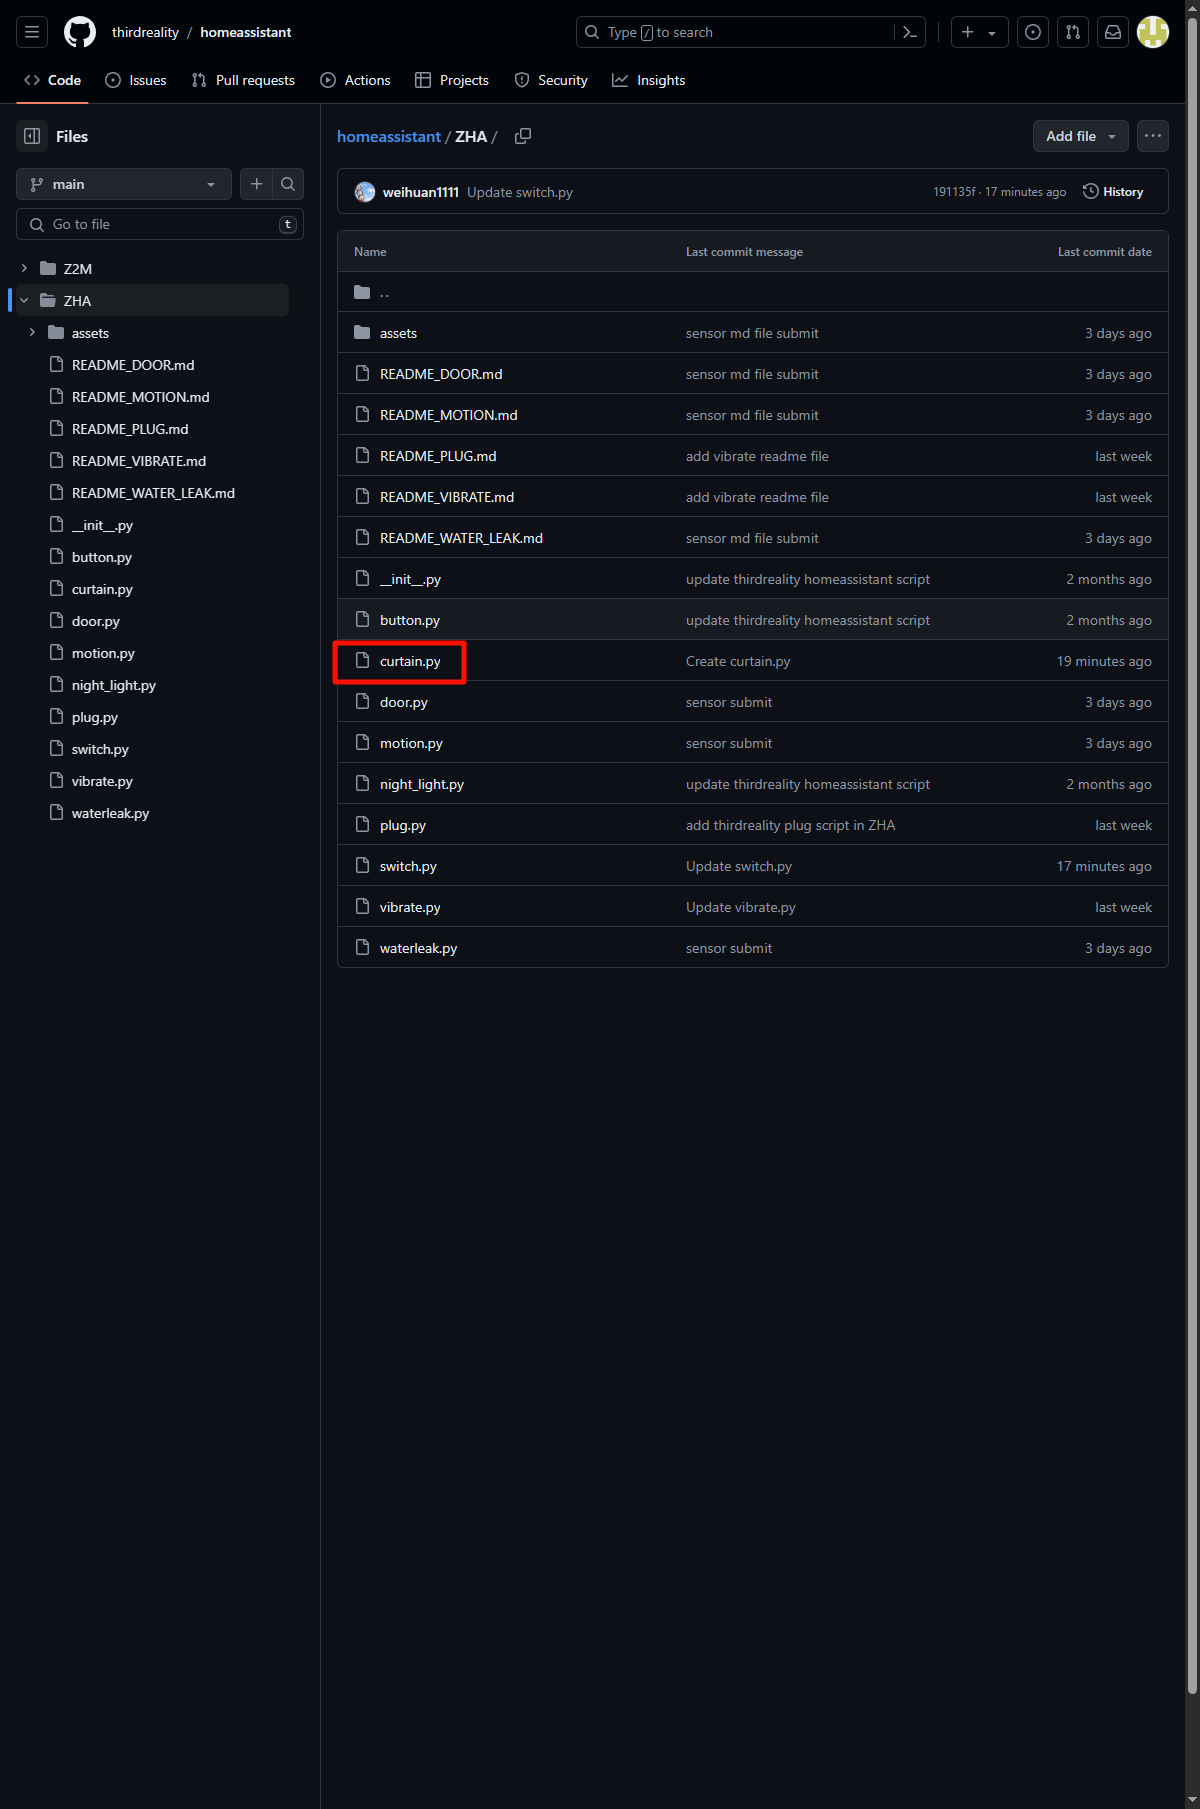 thirdreality / homeassistant
Type / to search
Code Issues Pull requests Actions Projects Security Insights
Files
main
Go to file t
Z2M
ZHA
assets
README_DOOR.md
README_MOTION.md
README_PLUG.md
README_VIBRATE.md
README_WATER_LEAK.md
__init__.py
button.py
curtain.py
door.py
motion.py
night_light.py
plug.py
switch.py
vibrate.py
waterleak.py
homeassistant / ZHA /
Add file
weihuan1111 Update switch.py 191135f · 17 minutes ago History
Name Last commit message Last commit date
..
assets sensor md file submit 3 days ago
README_DOOR.md sensor md file submit 3 days ago
README_MOTION.md sensor md file submit 3 days ago
README_PLUG.md add vibrate readme file last week
README_VIBRATE.md add vibrate readme file last week
README_WATER_LEAK.md sensor md file submit 3 days ago
__init__.py update thirdreality homeassistant script 2 months ago
button.py update thirdreality homeassistant script 2 months ago
curtain.py Create curtain.py 19 minutes ago
door.py sensor submit 3 days ago
motion.py sensor submit 3 days ago
night_light.py update thirdreality homeassistant script 2 months ago
plug.py add thirdreality plug script in ZHA last week
switch.py Update switch.py 17 minutes ago
vibrate.py Update vibrate.py last week
waterleak.py sensor submit 3 days ago